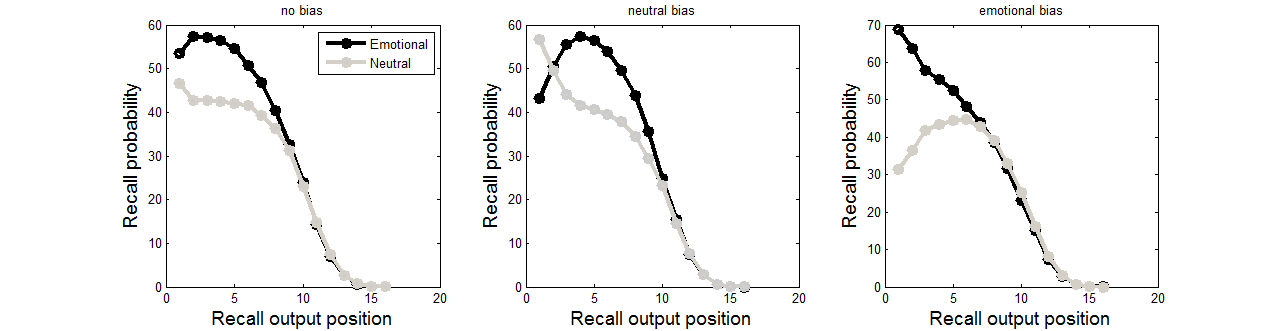 no bias
60
50
40
30
20
10
0
0 5 10 15 20
Recall probability
Recall output position
Emotional
Neutral
neutral bias
60
50
40
30
20
10
0
0 5 10 15 20
Recall probability
Recall output position
emotional bias
70
60
50
40
30
20
10
0
0 5 10 15 20
Recall probability
Recall output position